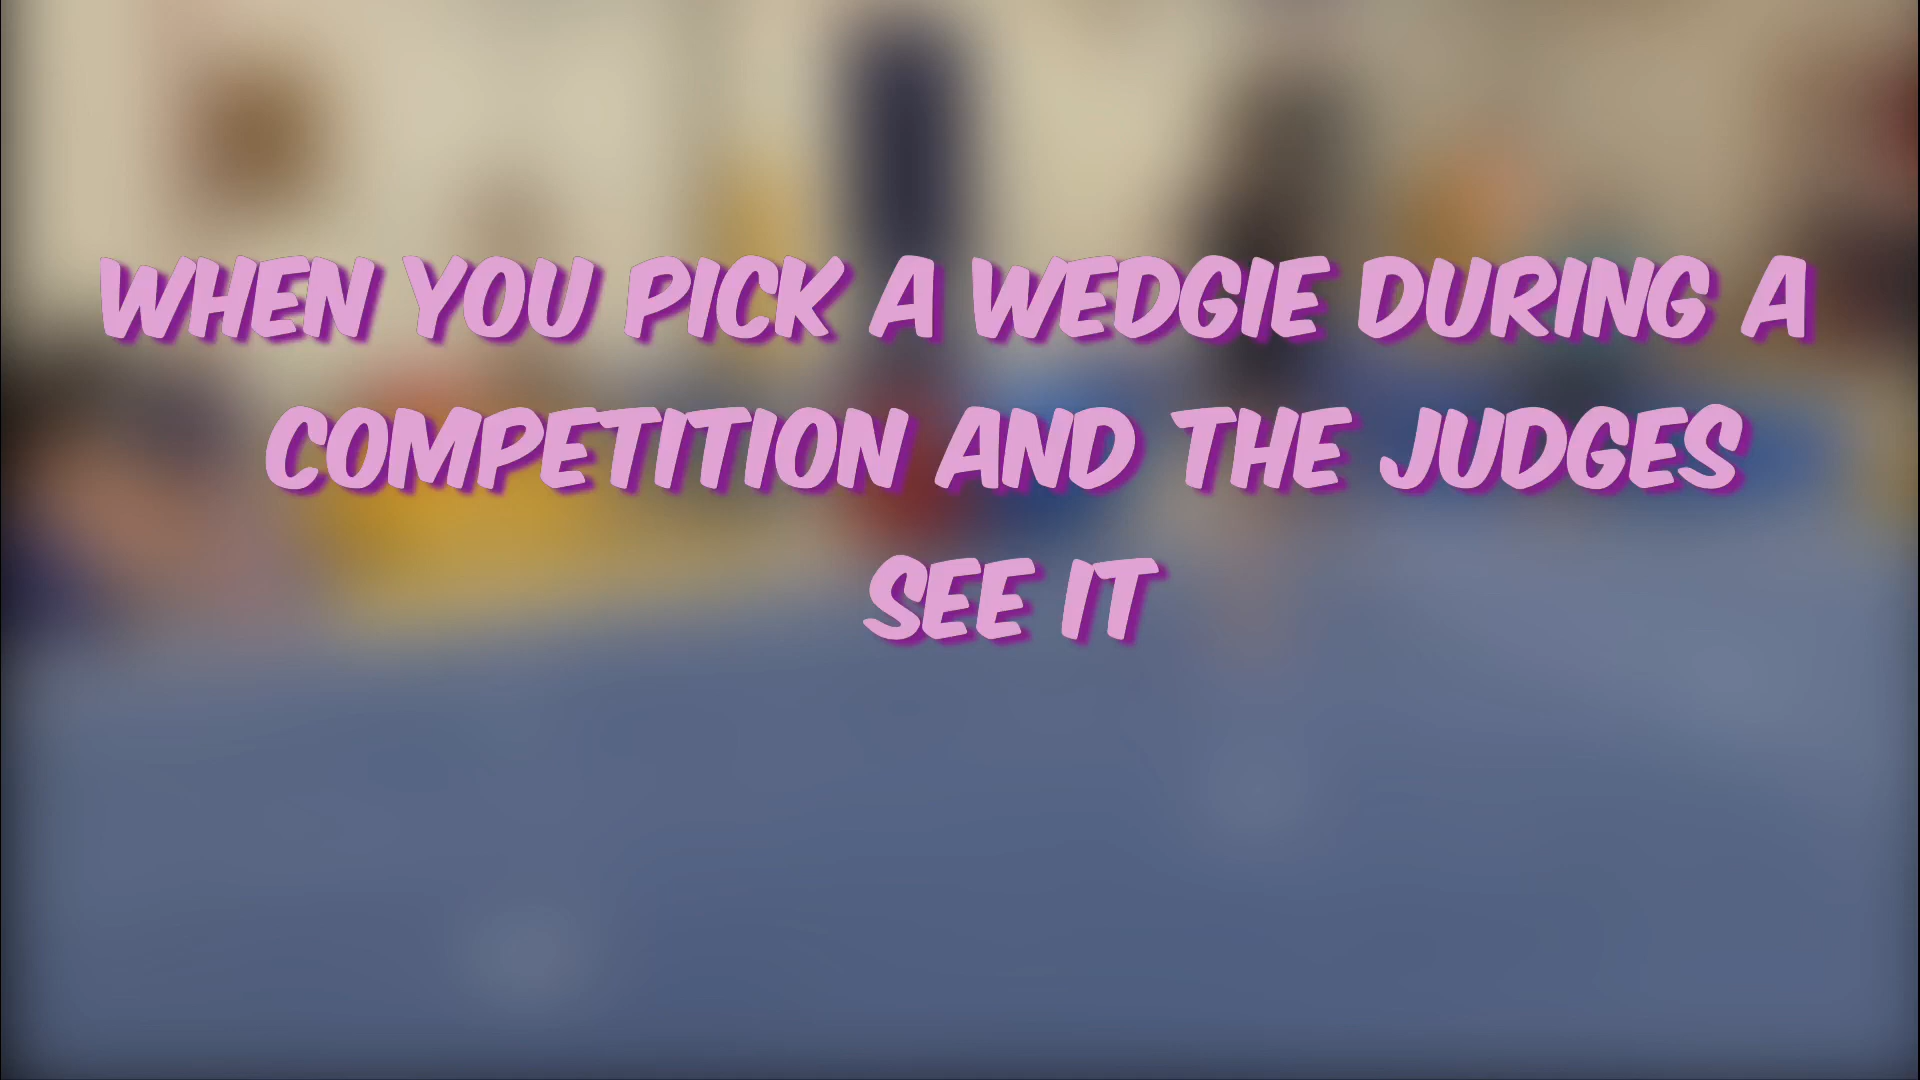 WHEN YOU PICK A WEDGIE DURING A
COMPETITION AND THE JUDGES
SEE IT